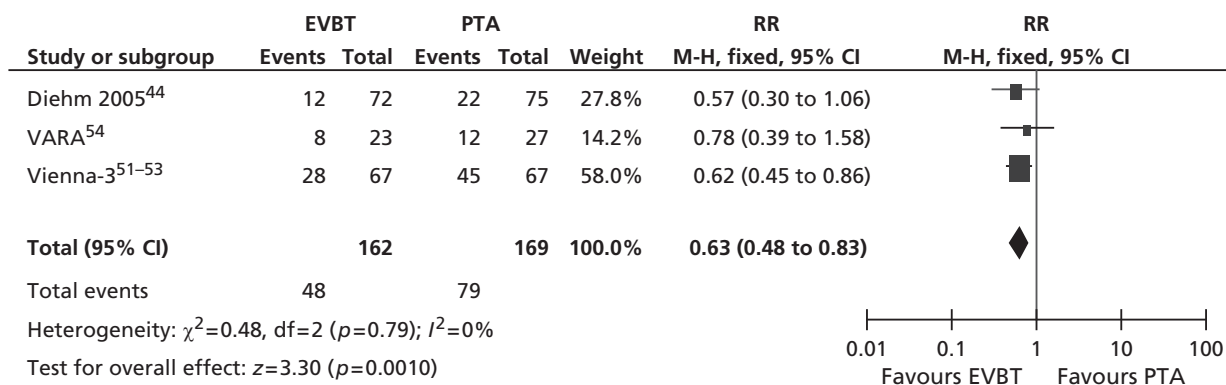 EVBT PTA RR RR
Study or subgroup Events Total Events Total Weight M-H, fixed, 95% CI M-H, fixed, 95% CI
Diehm 2005⁴⁴ 12 72 22 75 27.8% 0.57 (0.30 to 1.06)
VARA⁵⁴ 8 23 12 27 14.2% 0.78 (0.39 to 1.58)
Vienna-3⁵¹⁻⁵³ 28 67 45 67 58.0% 0.62 (0.45 to 0.86)
Total (95% CI) 162 169 100.0% 0.63 (0.48 to 0.83)
Total events 48 79
Heterogeneity: χ²=0.48, df=2 (p=0.79); I²=0%
Test for overall effect: z=3.30 (p=0.0010)
0.01 0.1 1 10 100
Favours EVBT Favours PTA